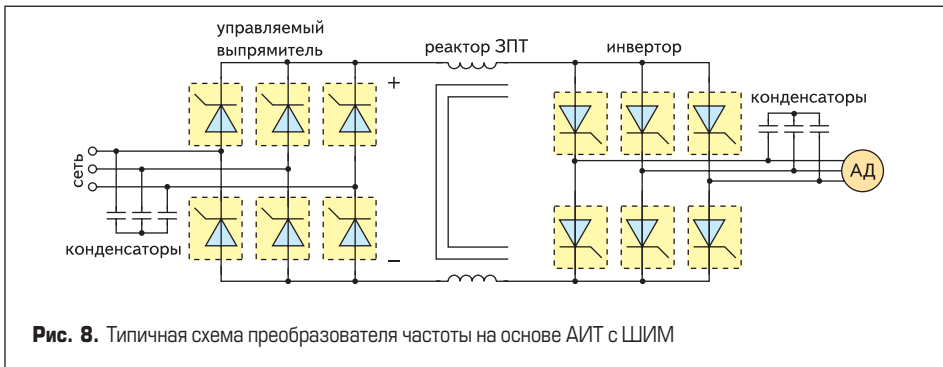 управляемый
выпрямитель
реактор ЗПТ
инвертор
+
конденсаторы
сеть
АД
конденсаторы
–
Рис. 8. Типичная схема преобразователя частоты на основе АИТ с ШИМ